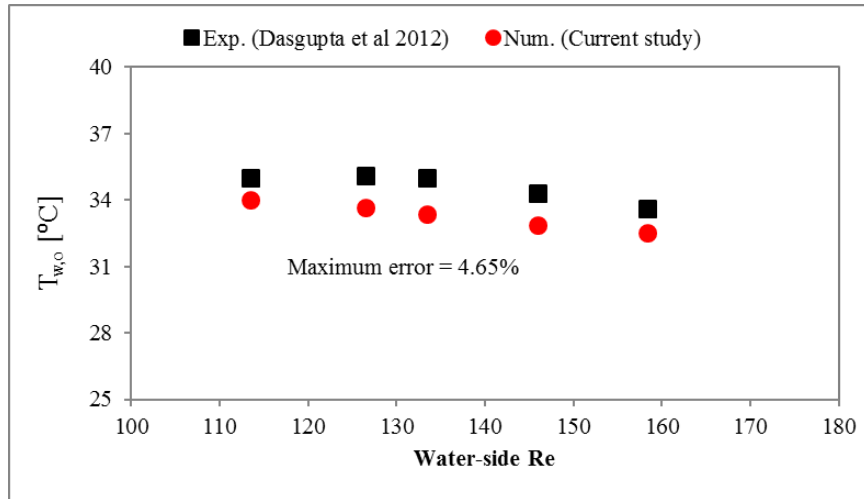 Exp. (Dasgupta et al 2012) Num. (Current study)
40
37
34
31
28
25
T_w,o [ºC]
Maximum error = 4.65%
100 110 120 130 140 150 160 170 180
Water-side Re